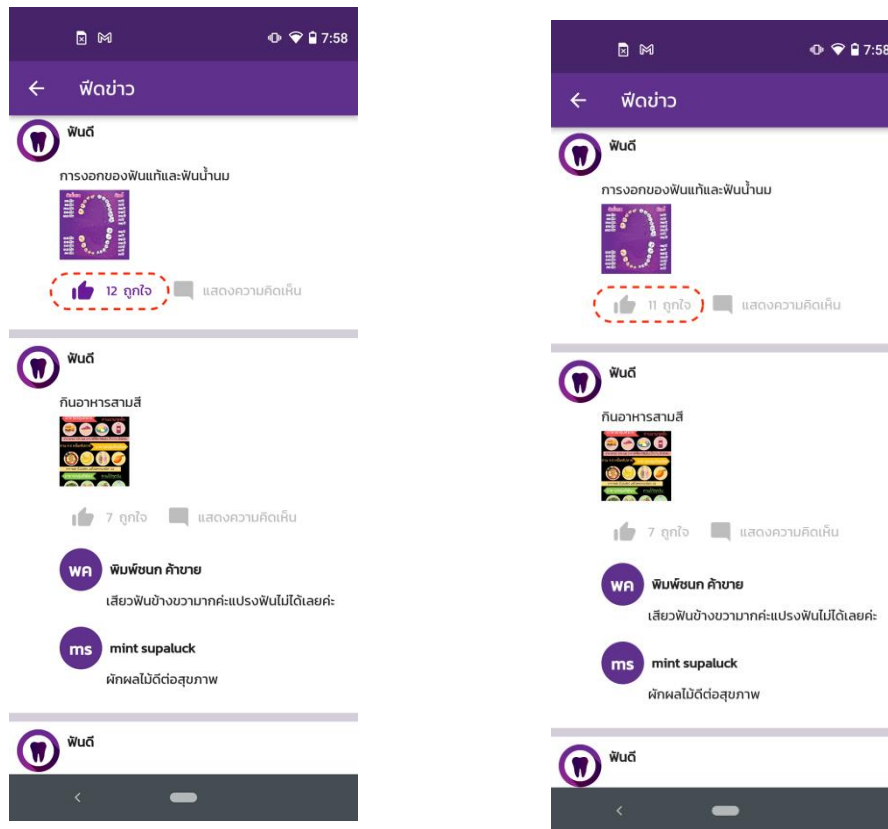 7:58
ฟีดข่าว
ฟันดี
การงอกของฟันแท้และฟันน้ำนม
12 ถูกใจ แสดงความคิดเห็น
ฟันดี
กินอาหารสามสี
7 ถูกใจ แสดงความคิดเห็น
พค พิมพ์ชนก ค้าขาย
เสียวฟันข้างขวามากค่ะแปรงฟันไม่ได้เลยค่ะ
ms mint supaluck
ผักผลไม้ดีต่อสุขภาพ
ฟันดี
7:58
ฟีดข่าว
ฟันดี
การงอกของฟันแท้และฟันน้ำนม
11 ถูกใจ แสดงความคิดเห็น
ฟันดี
กินอาหารสามสี
7 ถูกใจ แสดงความคิดเห็น
พค พิมพ์ชนก ค้าขาย
เสียวฟันข้างขวามากค่ะแปรงฟันไม่ได้เลยค่ะ
ms mint supaluck
ผักผลไม้ดีต่อสุขภาพ
ฟันดี